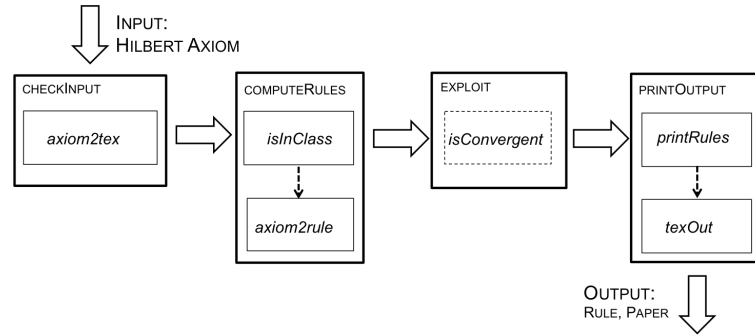 INPUT:
HILBERT AXIOM
CHECKINPUT
axiom2tex
COMPUTERULES
isInClass
axiom2rule
EXPLOIT
isConvergent
PRINTOUTPUT
printRules
texOut
OUTPUT:
RULE, PAPER